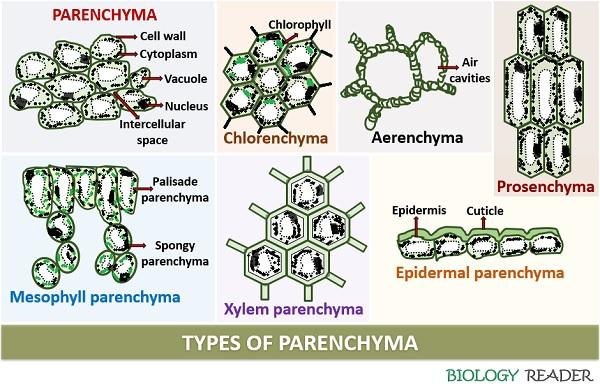 PARENCHYMA
Cell wall
Cytoplasm
Vacuole
Nucleus
Intercellular
space
Chlorophyll
Chlorenchyma
Air
cavities
Aerenchyma
Prosenchyma
Palisade
parenchyma
Spongy
parenchyma
Mesophyll parenchyma
Xylem parenchyma
Epidermis
Cuticle
Epidermal parenchyma
TYPES OF PARENCHYMA
BIOLOGY READER